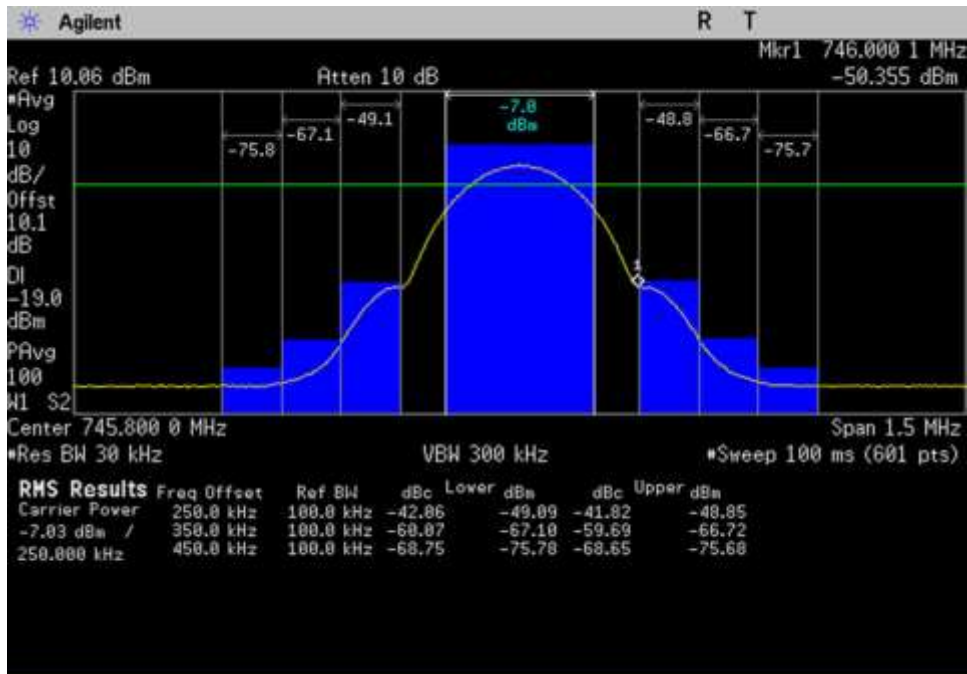 Agilent R T
Mkr1 746.000 1 MHz
Ref 10.06 dBm Atten 10 dB -50.355 dBm
#Avg
Log
10
dB/
Offst
10.1
dB
DI
-19.0
dBm
PAvg
100
W1 S2
-75.8 -67.1 -49.1 -7.0 dBm -48.8 -66.7 -75.7
1
Center 745.800 0 MHz Span 1.5 MHz
#Res BW 30 kHz VBW 300 kHz #Sweep 100 ms (601 pts)
RMS Results Freq Offset Ref BW dBc Lower dBm dBc Upper dBm
Carrier Power 250.0 kHz 100.0 kHz -42.06 -49.09 -41.82 -48.85
-7.03 dBm / 350.0 kHz 100.0 kHz -60.07 -67.10 -59.69 -66.72
250.000 kHz 450.0 kHz 100.0 kHz -68.75 -75.78 -68.65 -75.68